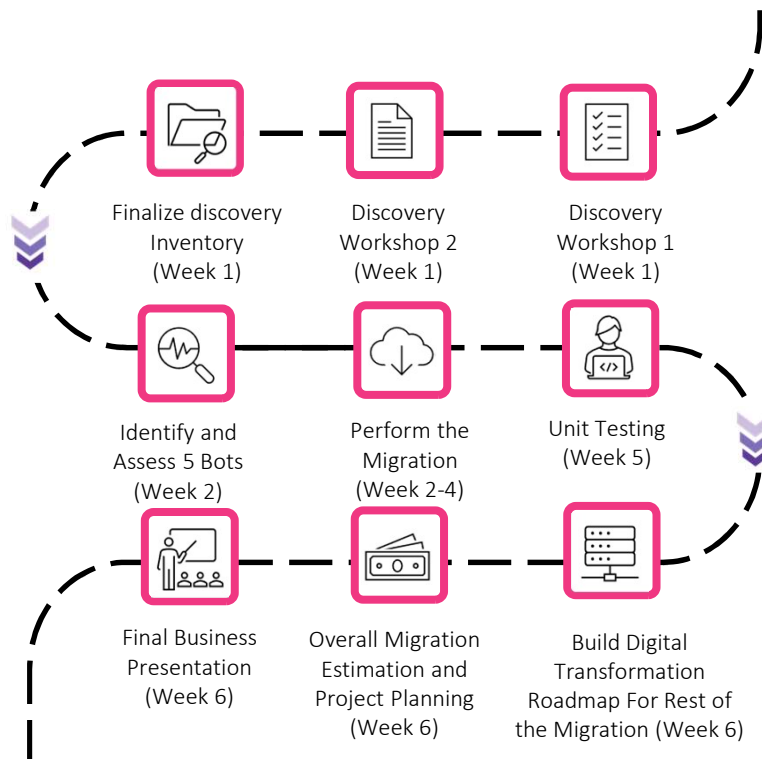 Finalize discovery
Inventory
(Week 1)
Discovery
Workshop 2
(Week 1)
Discovery
Workshop 1
(Week 1)
Identify and
Assess 5 Bots
(Week 2)
Perform the
Migration
(Week 2-4)
Unit Testing
(Week 5)
Final Business
Presentation
(Week 6)
Overall Migration
Estimation and
Project Planning
(Week 6)
Build Digital
Transformation
Roadmap For Rest of
the Migration (Week 6)